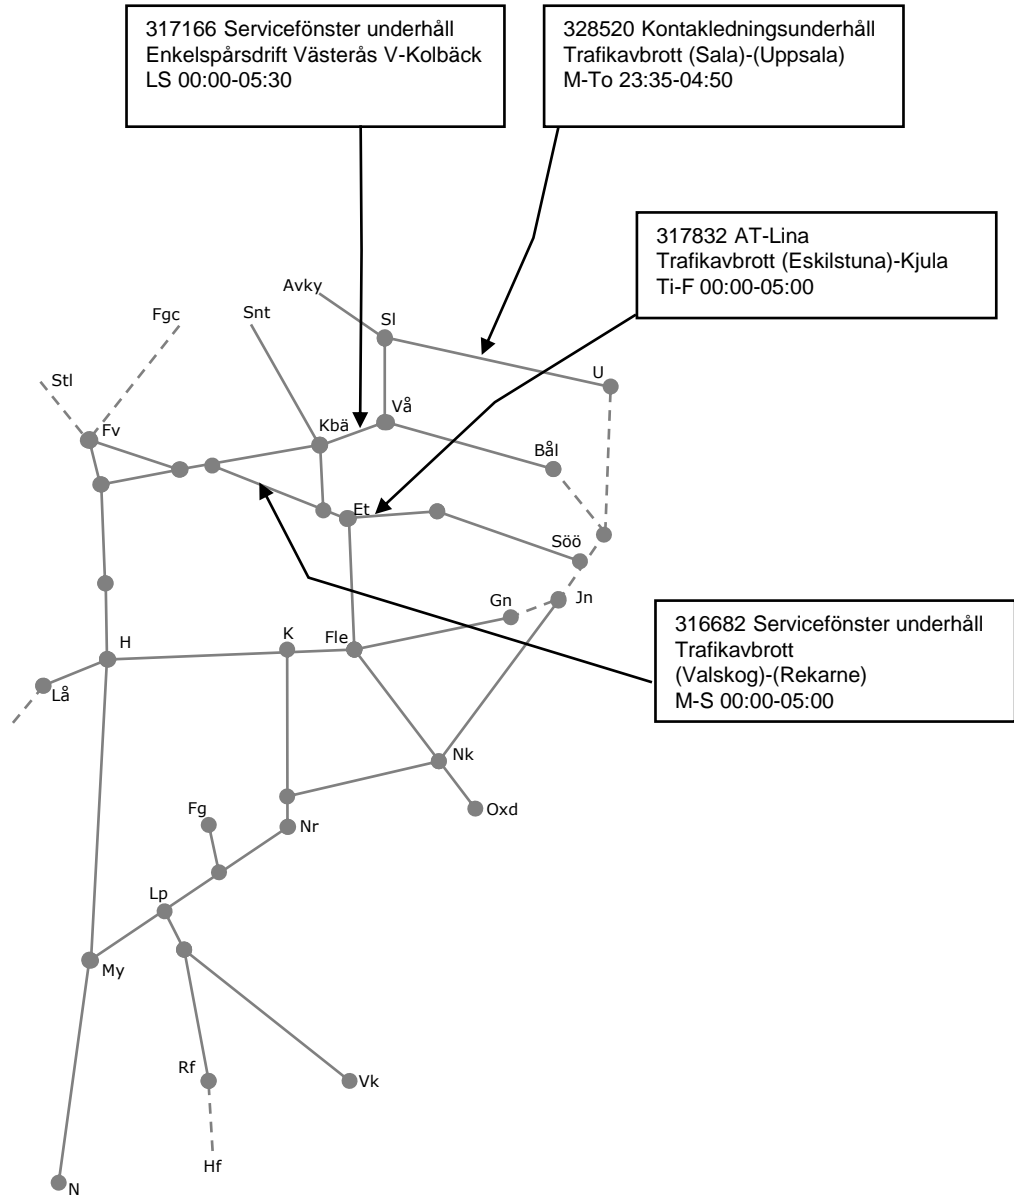 317166 Servicefönster underhåll
Enkelspårsdrift Västerås V-Kolbäck
LS 00:00-05:30
328520 Kontakledningsunderhåll
Trafikavbrott (Sala)-(Uppsala)
M-To 23:35-04:50
317832 AT-Lina
Trafikavbrott (Eskilstuna)-Kjula
Ti-F 00:00-05:00
Avky
Fgc
Snt
Sl
Stl
U
Fv
Kbä
Vå
Bål
Et
Söö
Gn
Jn
H
K
Fle
316682 Servicefönster underhåll
Trafikavbrott
(Valskog)-(Rekarne)
M-S 00:00-05:00
Lå
Nk
Fg
Oxd
Nr
Lp
My
Rf
Vk
Hf
N